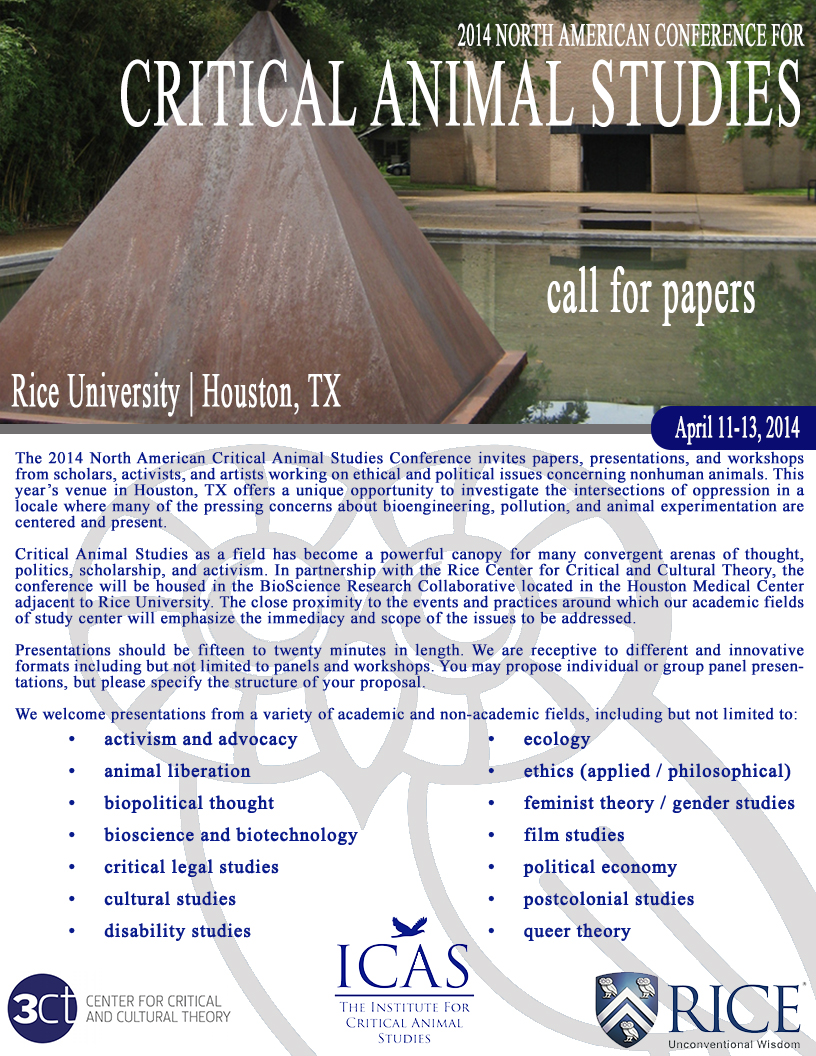 2014 NORTH AMERICAN CONFERENCE FOR
CRITICAL ANIMAL STUDIES
call for papers
Rice University | Houston, TX
April 11-13, 2014
The 2014 North American Critical Animal Studies Conference invites papers, presentations, and workshops
from scholars, activists, and artists working on ethical and political issues concerning nonhuman animals. This
year's venue in Houston, TX offers a unique opportunity to investigate the intersections of oppression in a
locale where many of the pressing concerns about bioengineering, pollution, and animal experimentation are
centered and present.
Critical Animal Studies as a field has become a powerful canopy for many convergent arenas of thought,
politics, scholarship, and activism. In partnership with the Rice Center for Critical and Cultural Theory, the
conference will be housed in the BioScience Research Collaborative located in the Houston Medical Center
adjacent to Rice University. The close proximity to the events and practices around which our academic fields
of study center will emphasize the immediacy and scope of the issues to be addressed.
Presentations should be fifteen to twenty minutes in length. We are receptive to different and innovative
formats including but not limited to panels and workshops. You may propose individual or group panel presen-
tations, but please specify the structure of your proposal.
We welcome presentations from a variety of academic and non-academic fields, including but not limited to:
• activism and advocacy
• animal liberation
• biopolitical thought
• bioscience and biotechnology
• critical legal studies
• cultural studies
• disability studies
• ecology
• ethics (applied / philosophical)
• feminist theory / gender studies
• film studies
• political economy
• postcolonial studies
• queer theory
3ct
CENTER FOR CRITICAL
AND CULTURAL THEORY
ICAS
THE INSTITUTE FOR
CRITICAL ANIMAL
STUDIES
RICE®
Unconventional Wisdom